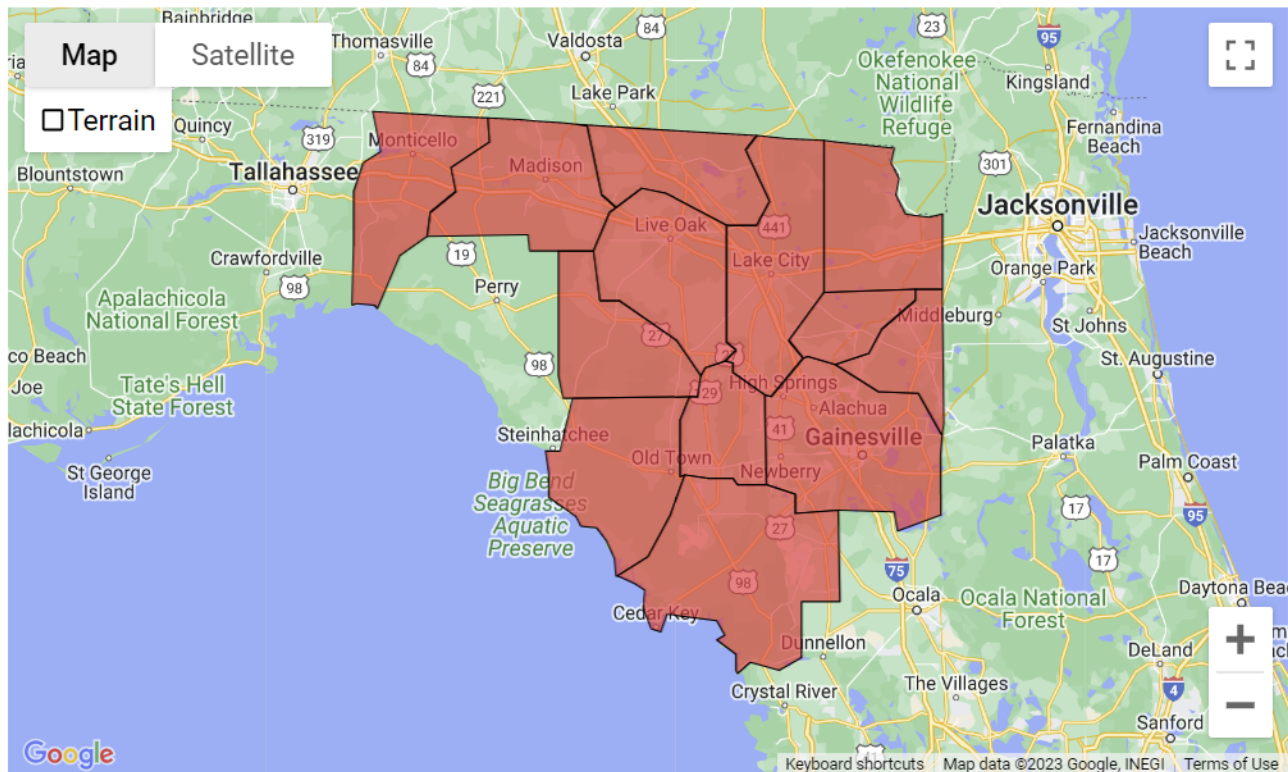 Bainbridge
Map
Satellite
Terrain
Thomasville
84
Valdosta
84
23
95
Okefenokee
National
Wildlife
Refuge
Kingsland
Lake Park
221
Quincy
319
Monticello
Madison
Fernandina
Beach
301
Blountstown
Tallahassee
Jacksonville
Live Oak
441
Jacksonville
Beach
Crawfordville
98
19
Lake City
Orange Park
Perry
Apalachicola
National Forest
Middleburg
St Johns
27
co Beach
98
St. Augustine
Joe
Tate's Hell
State Forest
High Springs
129
Alachua
lachicola
Steinhatchee
41
Gainesville
Palatka
St George
Island
Old Town
Newberry
Palm Coast
Big Bend
Seagrasses
Aquatic
Preserve
17
95
27
17
75
98
Ocala
Ocala National
Forest
Daytona Bea
Cedar Key
Dunnellon
DeLand
+
Crystal River
The Villages
4
−
Sanford
41
Google
Keyboard shortcuts
Map data ©2023 Google, INEGI
Terms of Use